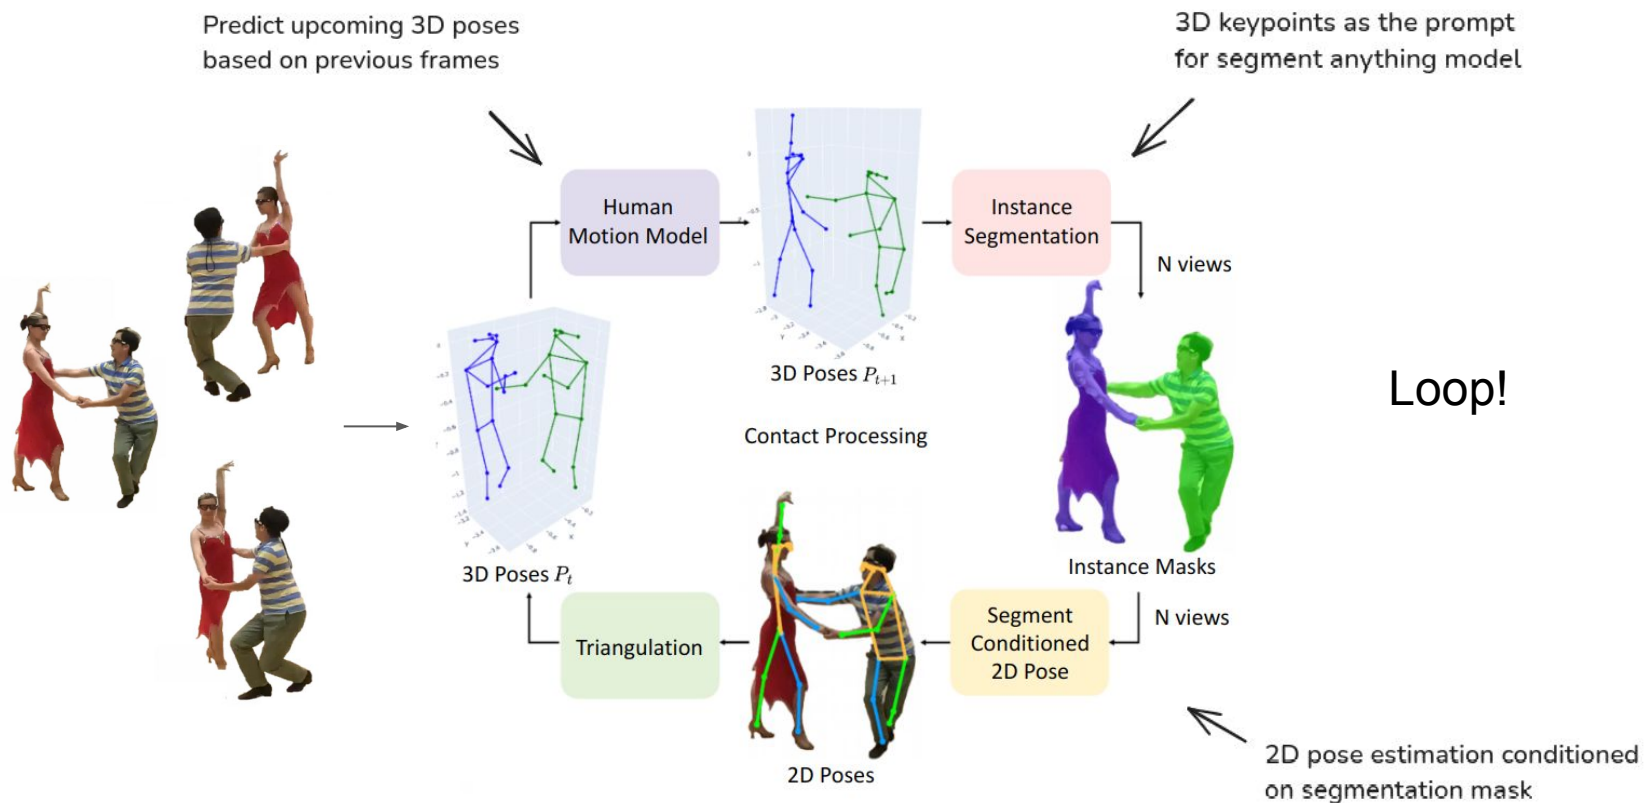 Predict upcoming 3D poses
based on previous frames
3D keypoints as the prompt
for segment anything model
Human
Motion Model
Instance
Segmentation
N views
3D Poses P_{t+1}
Loop!
Contact Processing
3D Poses P_t
Instance Masks
N views
Triangulation
Segment
Conditioned
2D Pose
2D Poses
2D pose estimation conditioned
on segmentation mask